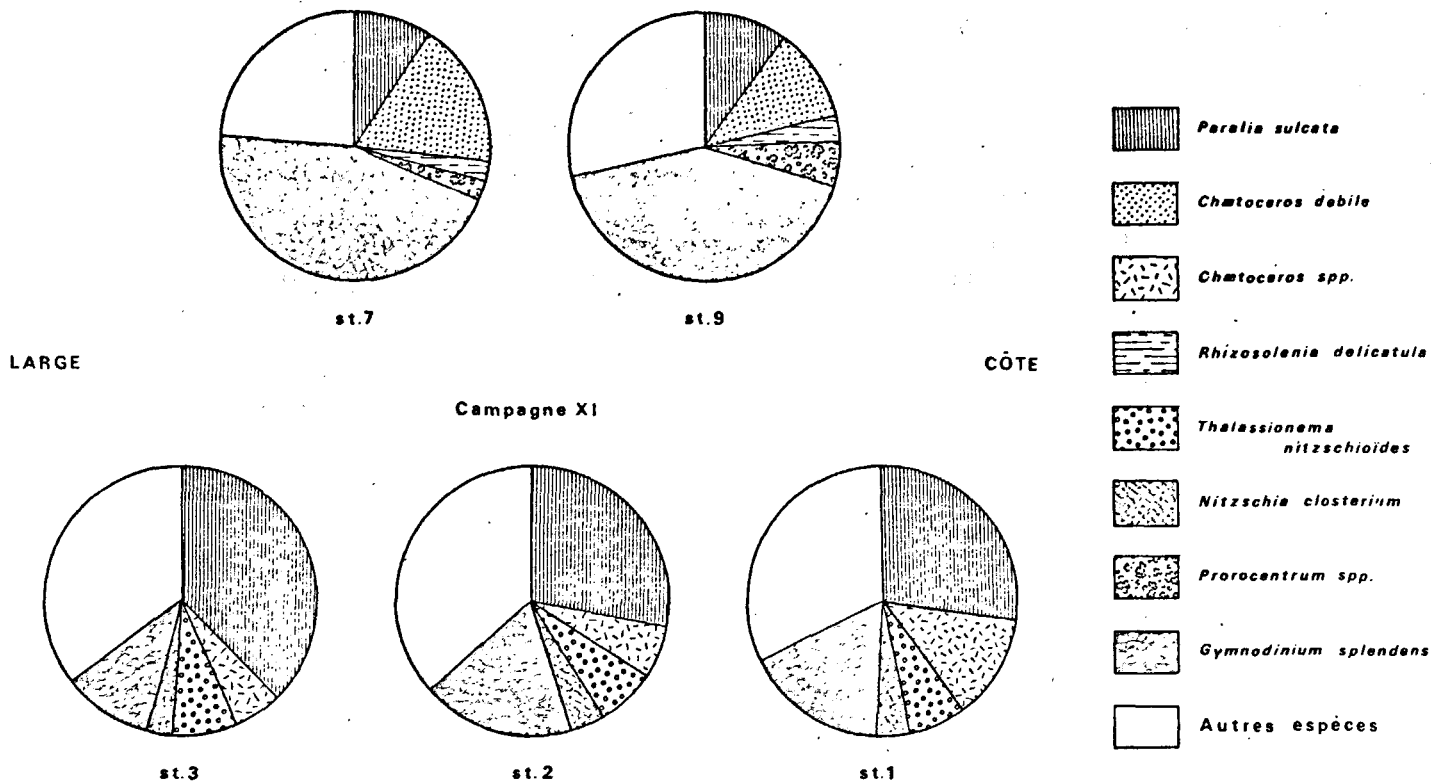 st.7
st.9
LARGE
CÔTE
Campagne XI
st.3
st.2
st.1
Paralia sulcata
Chætoceros debile
Chætoceros spp.
Rhizosolenia delicatula
Thalassionema
nitzschioïdes
Nitzschia closterium
Prorocentrum spp.
Gymnodinium splendens
Autres espèces